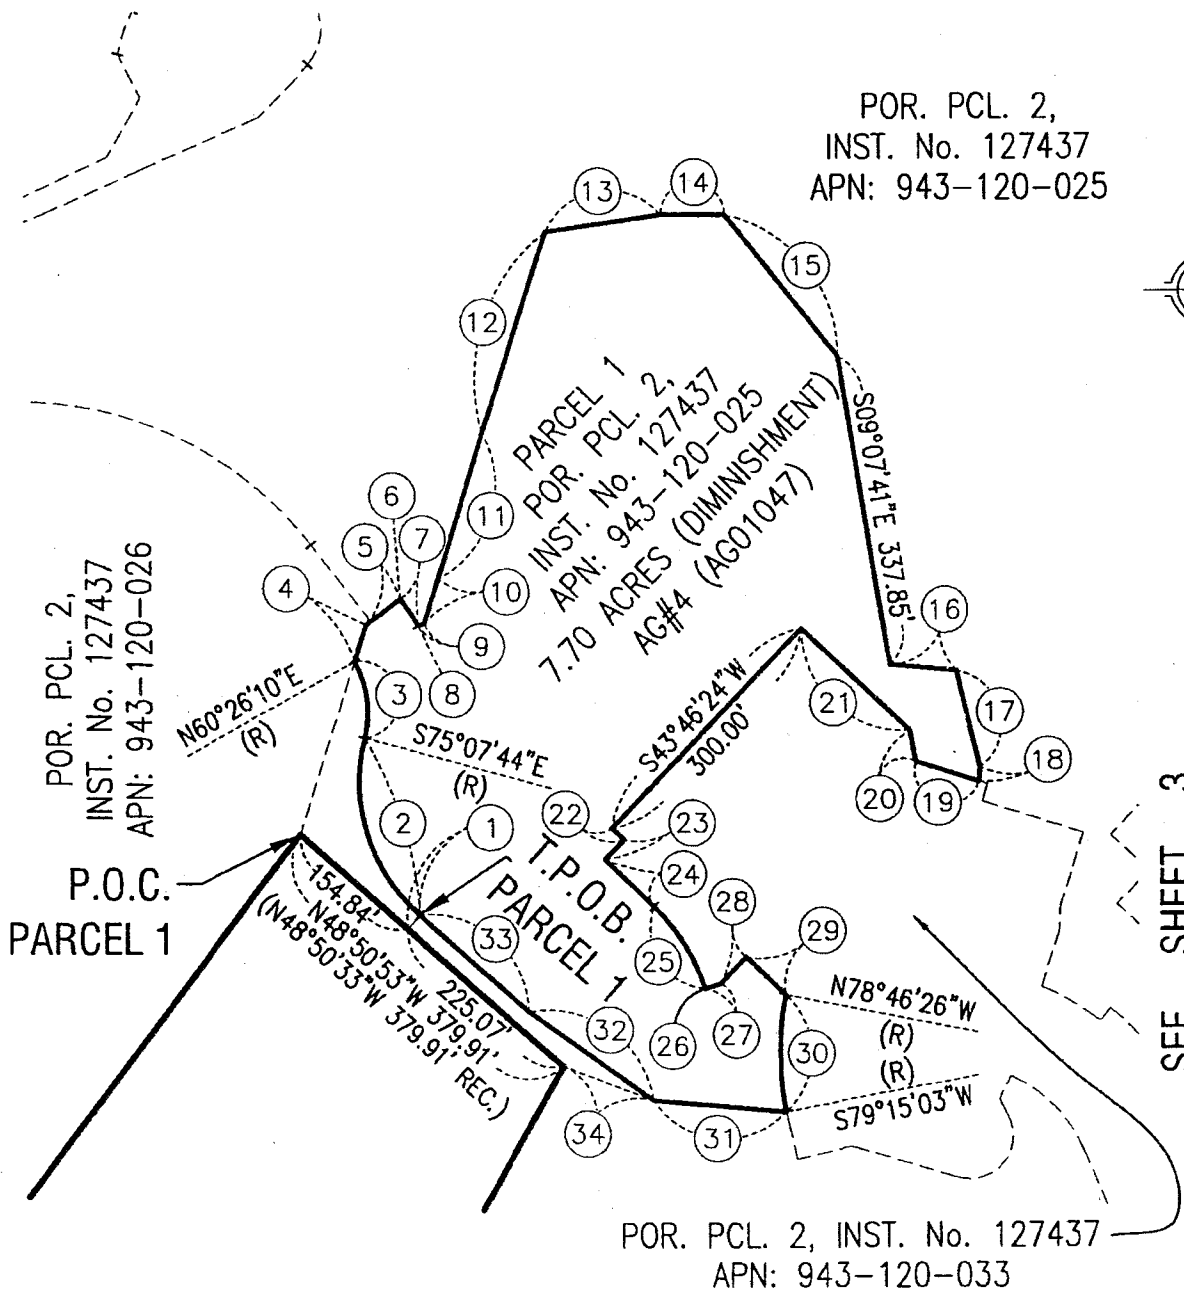 POR. PCL. 2,
INST. No. 127437
APN: 943-120-025
13
14
15
12
PARCEL 1
POR. PCL. 2,
INST. No. 127437
APN: 943-120-025
7.70 ACRES (DIMINISHMENT)
AG#4 (AG01047)
S09°07'41"E 337.85'
6
5
7
11
4
10
9
8
3
16
17
18
19
20
21
POR. PCL. 2,
INST. No. 127437
APN: 943-120-026
N60°26'10"E
(R)
S75°07'44"E
(R)
S43°46'24"W
300.00'
22
23
2
1
24
P.O.C.
PARCEL 1
T.P.O.B.
PARCEL 1
154.84'
N48°50'53"W 379.91'
(N48°50'33"W 379.91' REC.)
225.07'
33
25
28
29
26
27
N78°46'26"W
(R)
(R)
S79°15'03"W
30
32
31
34
SEE SHEET 3
POR. PCL. 2, INST. No. 127437
APN: 943-120-033